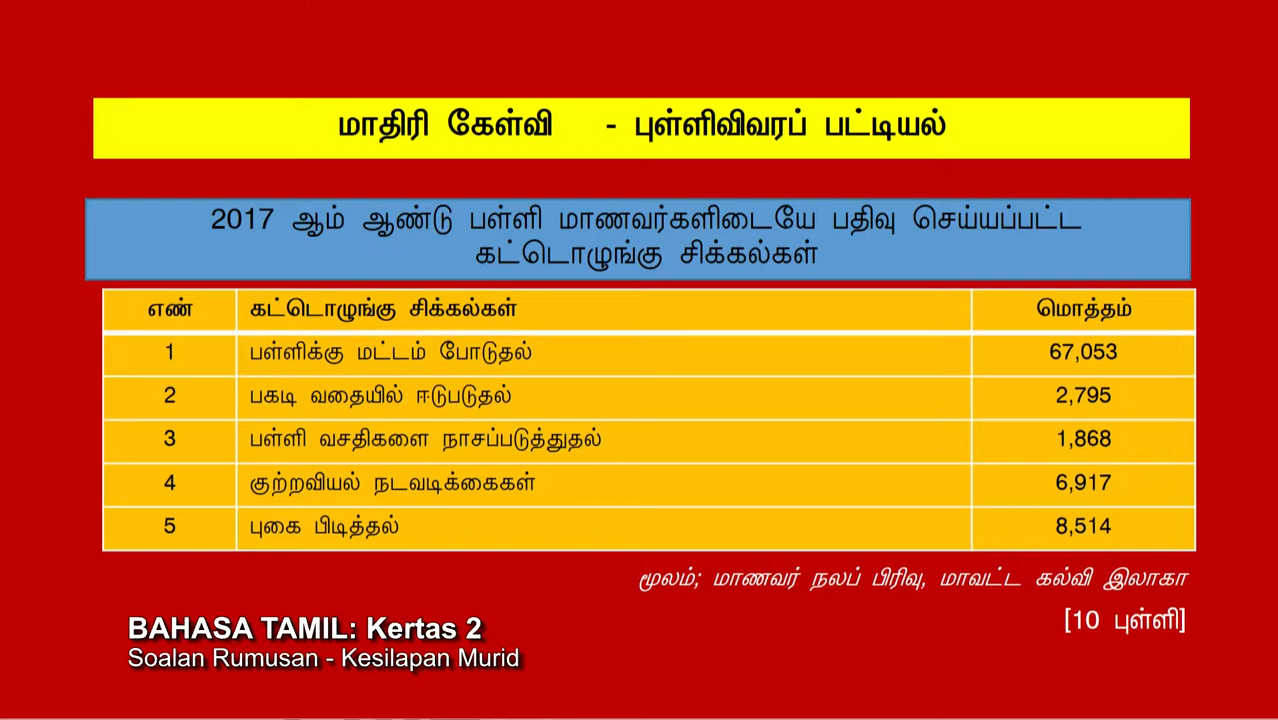 மாதிரி கேள்வி - புள்ளிவிவரப் பட்டியல்
2017 ஆம் ஆண்டு பள்ளி மாணவர்களிடையே பதிவு செய்யப்பட்ட
கட்டொழுங்கு சிக்கல்கள்
எண் கட்டொழுங்கு சிக்கல்கள் மொத்தம்
1 பள்ளிக்கு மட்டம் போடுதல் 67,053
2 பகடி வதையில் ஈடுபடுதல் 2,795
3 பள்ளி வசதிகளை நாசப்படுத்துதல் 1,868
4 குற்றவியல் நடவடிக்கைகள் 6,917
5 புகை பிடித்தல் 8,514
மூலம்; மாணவர் நலப் பிரிவு, மாவட்ட கல்வி இலாகா
[10 புள்ளி]
BAHASA TAMIL: Kertas 2
Soalan Rumusan - Kesilapan Murid